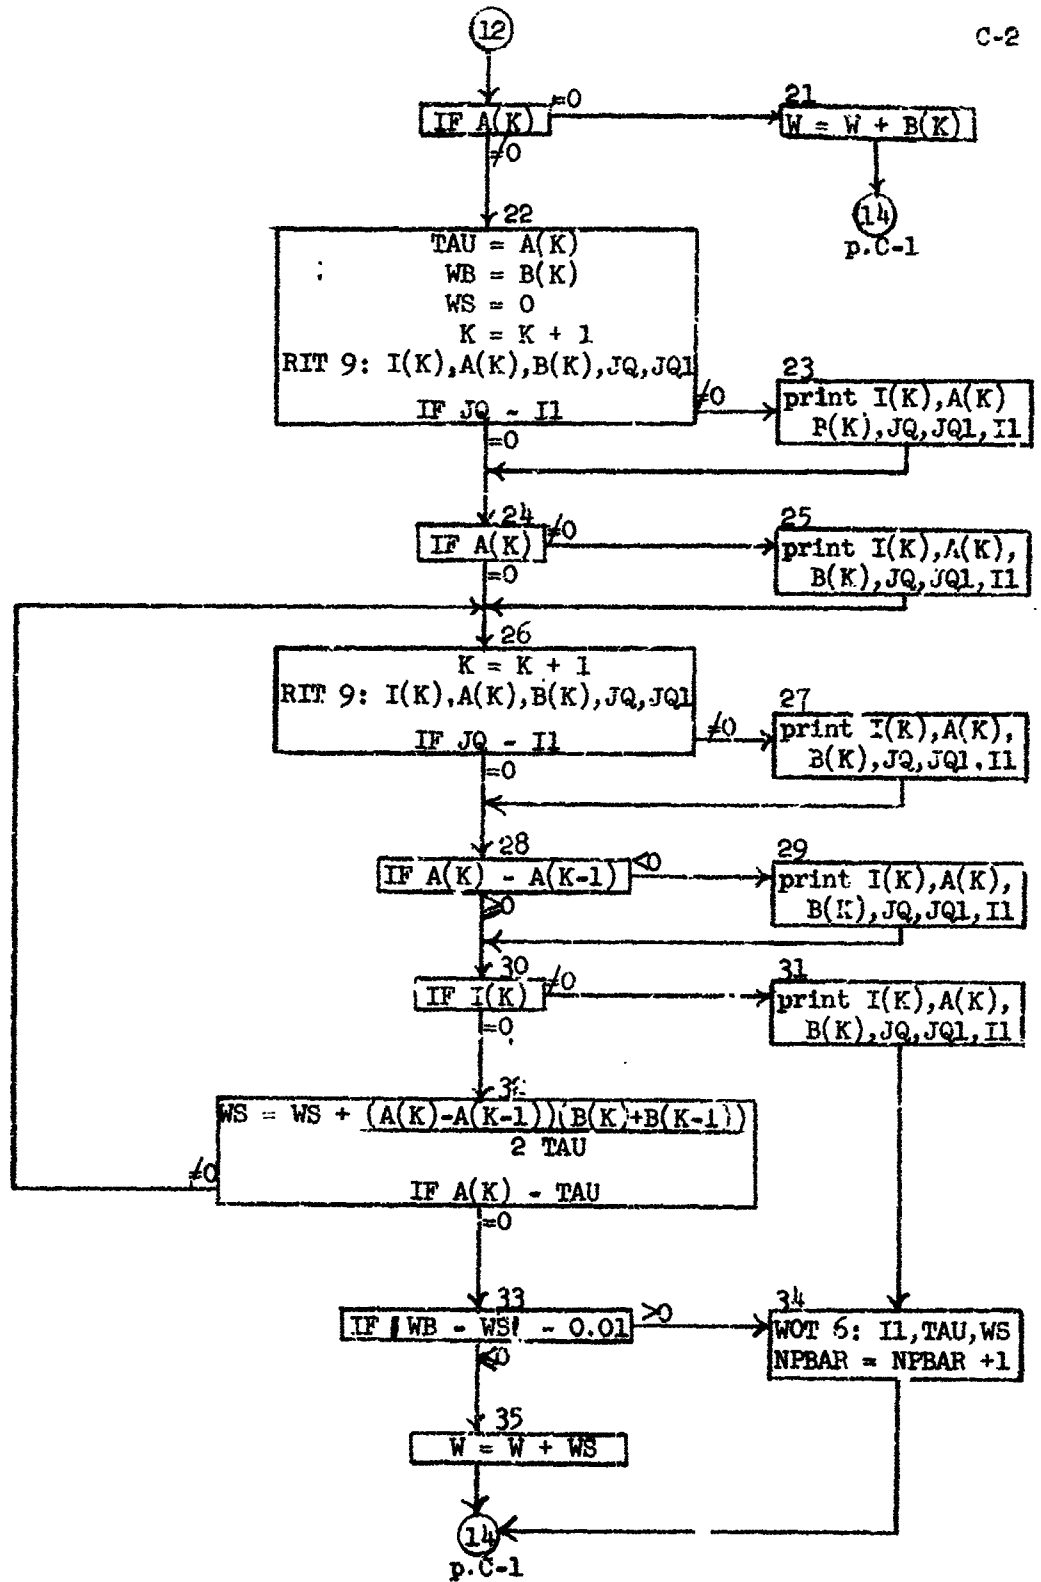 12
C-2
IF A(K)
=0
≠0
21
W = W + B(K)
14
p.C-1
22
TAU = A(K)
WB = B(K)
WS = 0
K = K + 1
RIT 9: I(K),A(K),B(K),JQ,JQ1
IF JQ - I1
≠0
=0
23
print I(K),A(K)
B(K),JQ,JQ1,I1
24
IF A(K)
≠0
=0
25
print I(K),A(K),
B(K),JQ,JQ1,I1
26
K = K + 1
RIT 9: I(K),A(K),B(K),JQ,JQ1
IF JQ - I1
≠0
=0
27
print I(K),A(K),
B(K),JQ,JQ1,I1
28
IF A(K) - A(K-1)
<0
≥0
29
print I(K),A(K),
B(K),JQ,JQ1,I1
30
IF I(K)
≠0
=0
31
print I(K),A(K),
B(K),JQ,JQ1,I1
32
WS = WS + (A(K)-A(K-1))(B(K)+B(K-1))
2 TAU
IF A(K) - TAU
≠0
=0
33
IF |WB - WS| - 0.01
>0
≤0
34
WOT 6: I1,TAU,WS
NPBAR = NPBAR +1
35
W = W + WS
14
p.C-1